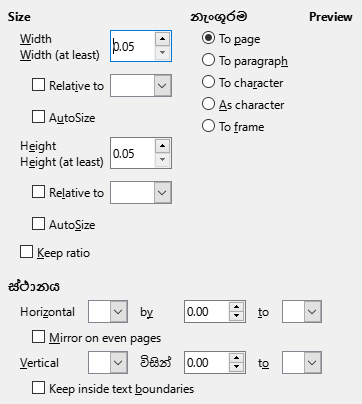 Size නැංගුරම Preview
Width
Width (at least) 0.05
To page
To paragraph
Relative to
To character
AutoSize
As character
To frame
Height
Height (at least) 0.05
Relative to
AutoSize
Keep ratio
ස්ථානය
Horizontal by 0.00 to
Mirror on even pages
Vertical විසින් 0.00 to
Keep inside text boundaries